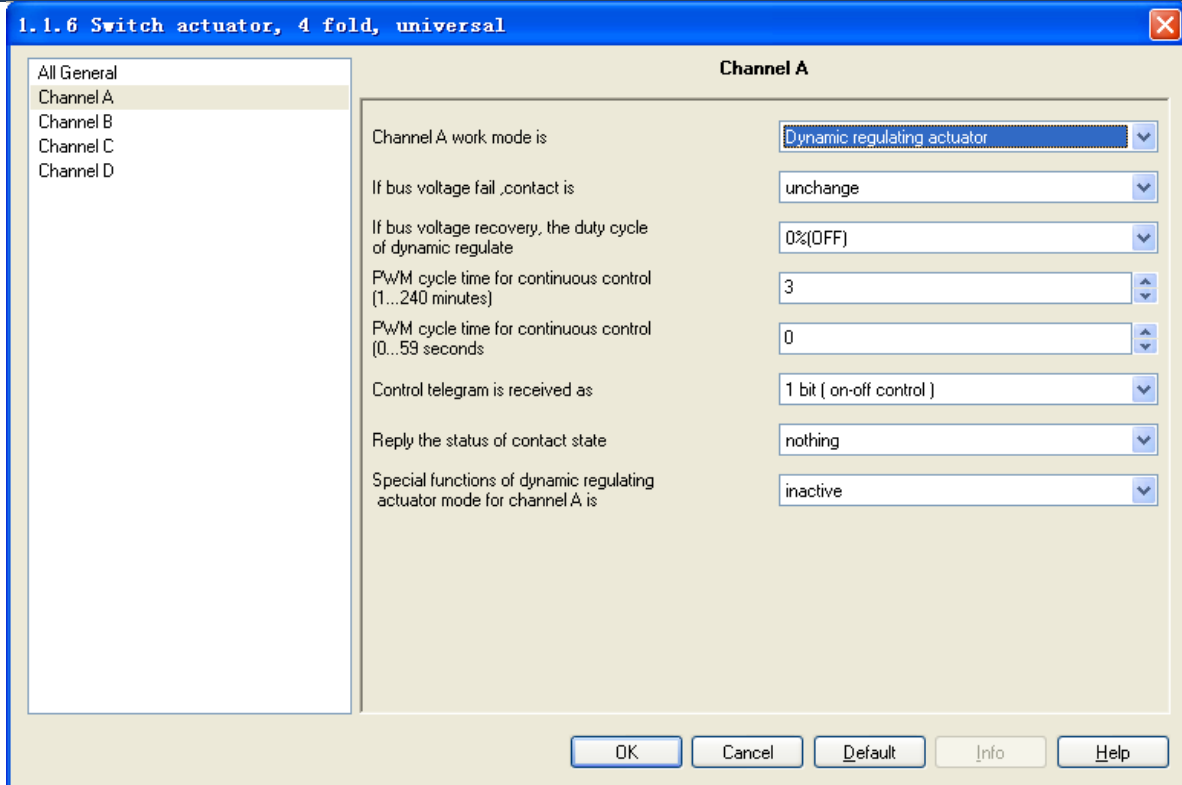 1.1.6 Switch actuator, 4 fold, universal
All General
Channel A
Channel B
Channel C
Channel D
Channel A
Channel A work mode is
Dynamic regulating actuator
If bus voltage fail ,contact is
unchange
If bus voltage recovery, the duty cycle
of dynamic regulate
0%(OFF)
PWM cycle time for continuous control
(1...240 minutes)
3
PWM cycle time for continuous control
(0...59 seconds
0
Control telegram is received as
1 bit ( on-off control )
Reply the status of contact state
nothing
Special functions of dynamic regulating
actuator mode for channel A is
inactive
OK
Cancel
Default
Info
Help